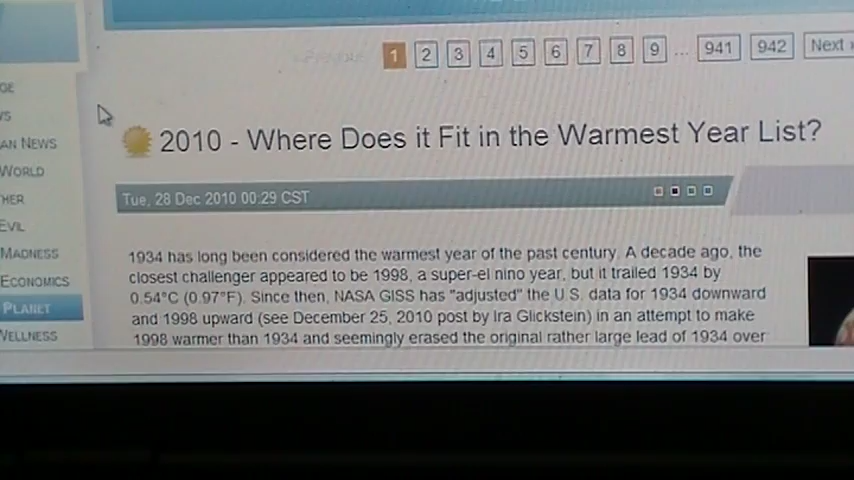 1 2 3 4 5 6 7 8 9 ... 941 942 Next
AN NEWS
WORLD
EVIL
MADNESS
ECONOMICS
PLANET
2010 - Where Does it Fit in the Warmest Year List?
Tue, 28 Dec 2010 00:29 CST
1934 has long been considered the warmest year of the past century. A decade ago, the
closest challenger appeared to be 1998, a super-el nino year, but it trailed 1934 by
0.54°C (0.97°F). Since then, NASA GISS has "adjusted" the U.S. data for 1934 downward
and 1998 upward (see December 25, 2010 post by Ira Glickstein) in an attempt to make
1998 warmer than 1934 and seemingly erased the original rather large lead of 1934 over